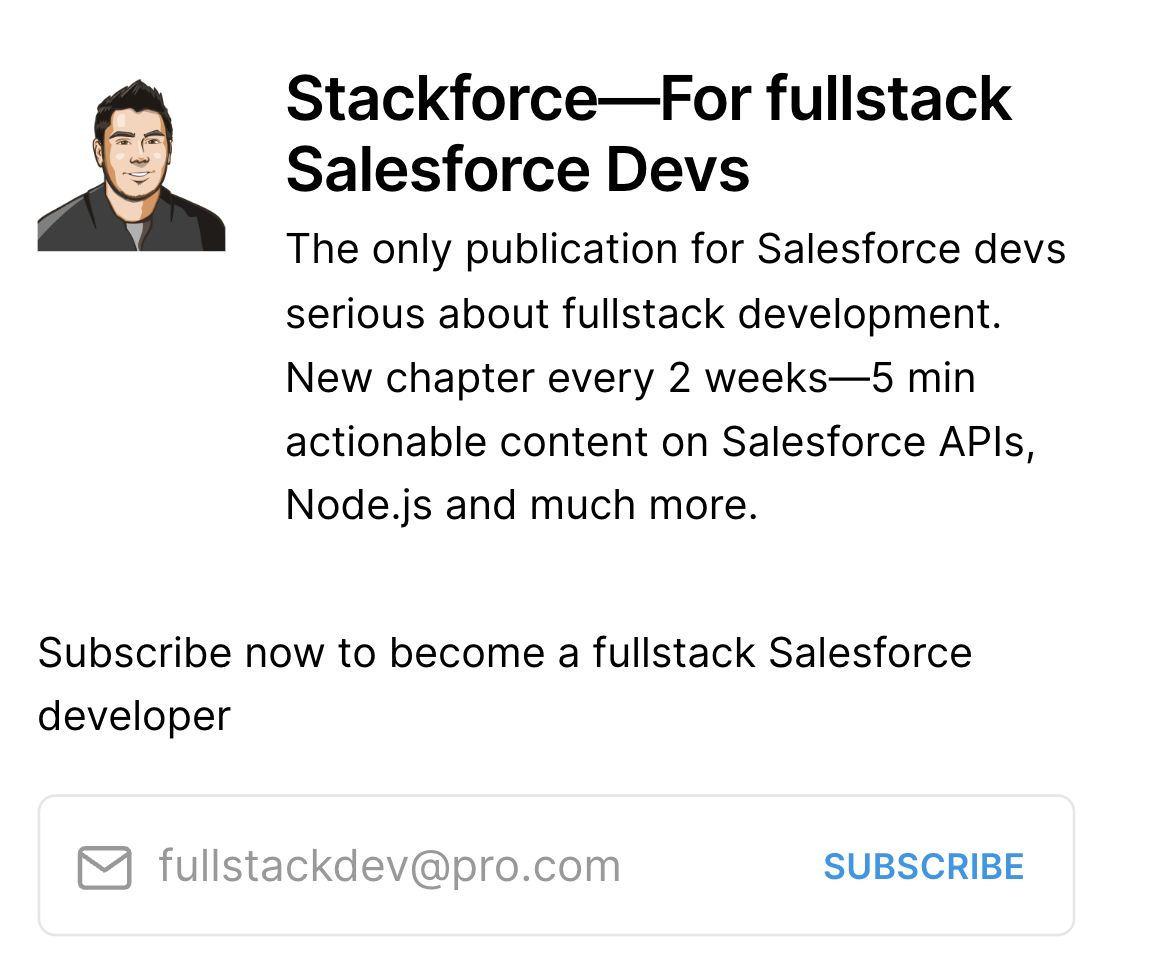 Stackforce—For fullstack
Salesforce Devs
The only publication for Salesforce devs
serious about fullstack development.
New chapter every 2 weeks—5 min
actionable content on Salesforce APIs,
Node.js and much more.
Subscribe now to become a fullstack Salesforce
developer
fullstackdev@pro.com SUBSCRIBE